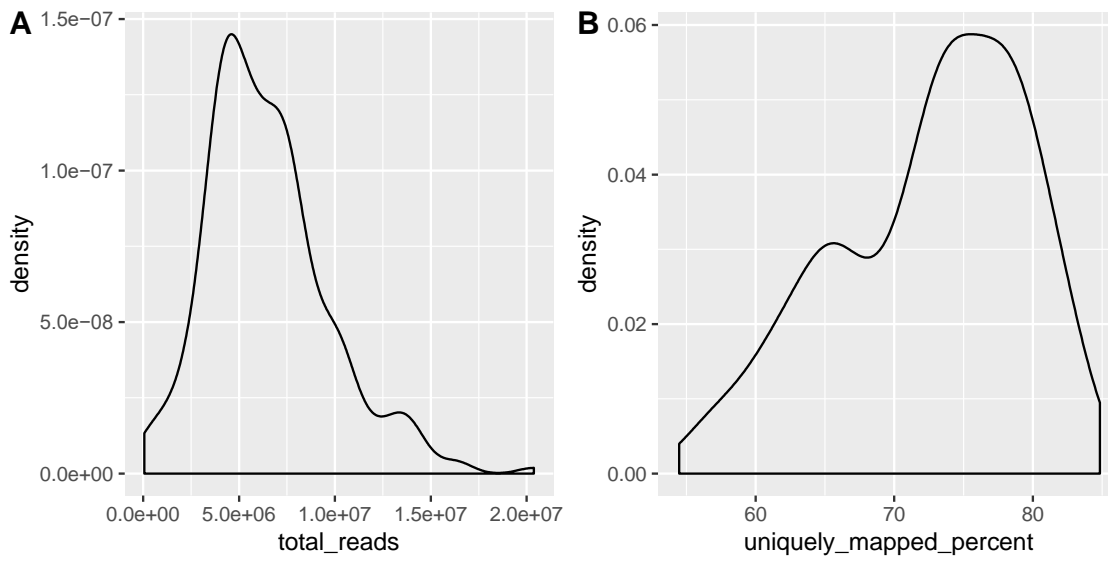 A
1.5e−07
1.0e−07
5.0e−08
0.0e+00
density
0.0e+00 5.0e+06 1.0e+07 1.5e+07 2.0e+07
total_reads
B
0.06
0.04
0.02
0.00
density
60 70 80
uniquely_mapped_percent